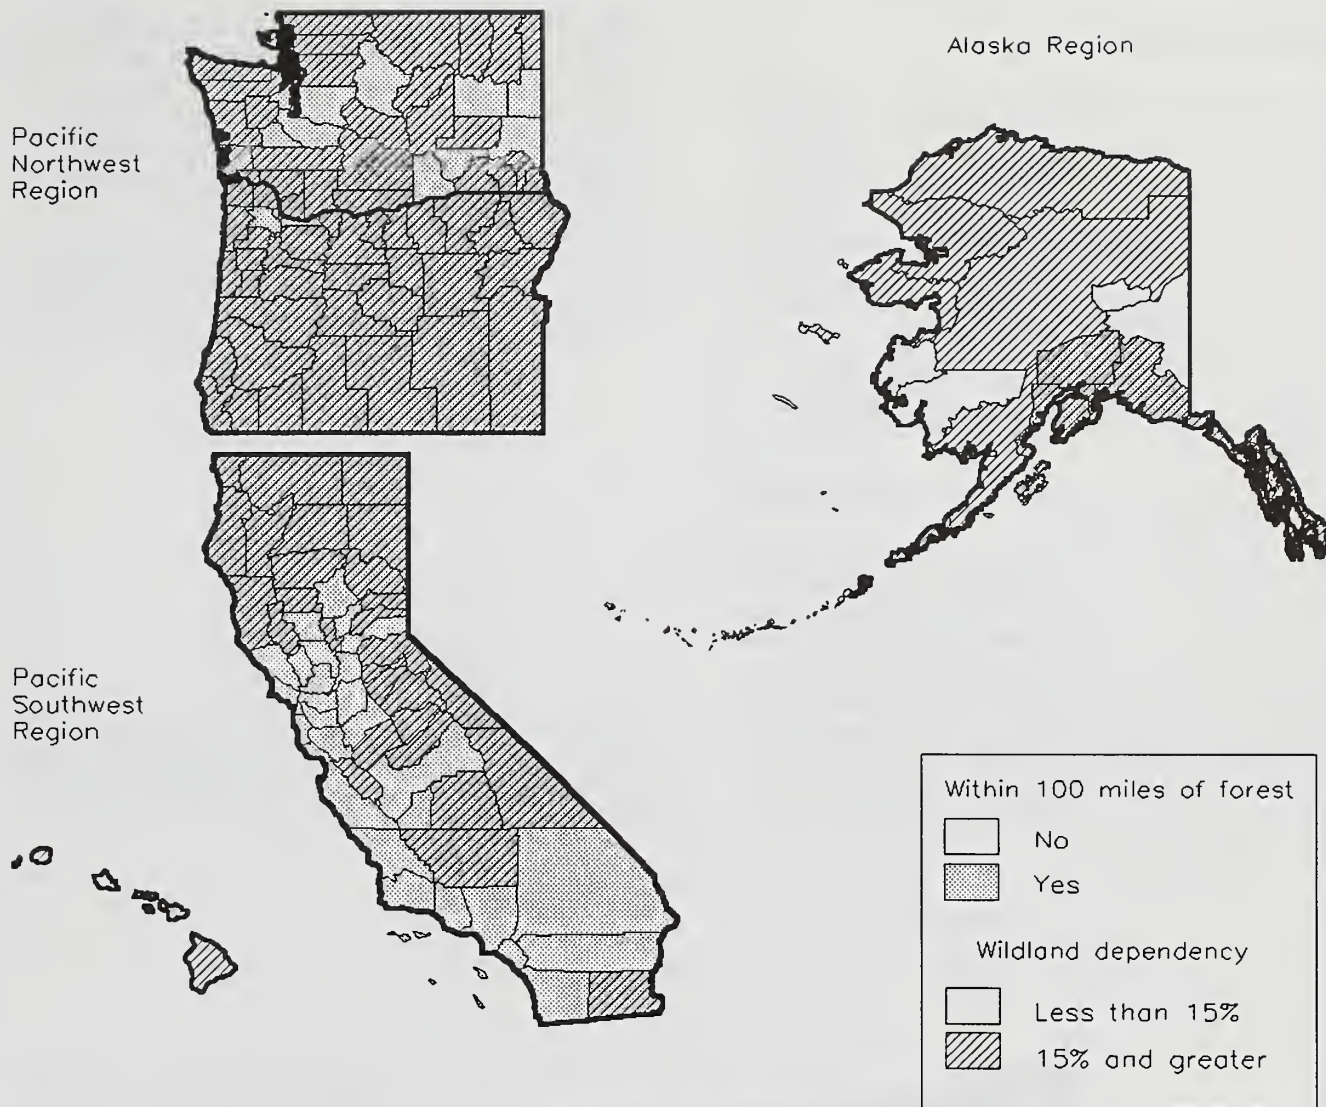 Alaska Region
Pacific
Northwest
Region
Pacific
Southwest
Region
Within 100 miles of forest
No
Yes
Wildland dependency
Less than 15%
15% and greater